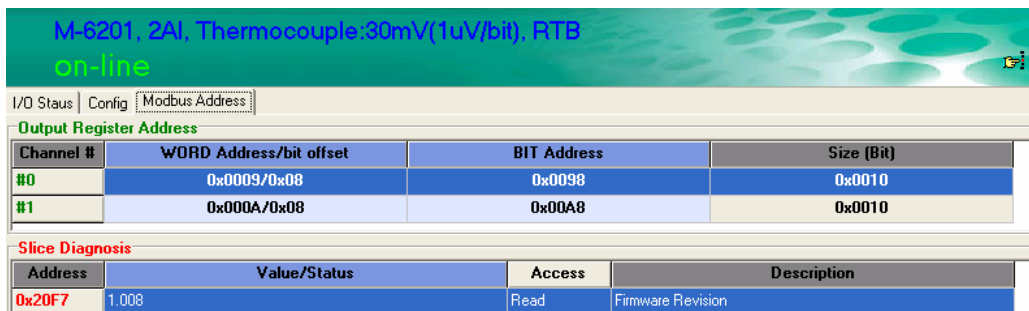 M-6201, 2AI, Thermocouple:30mV(1uV/bit), RTB
on-line
I/O Staus Config Modbus Address
Output Register Address
Channel # WORD Address/bit offset BIT Address Size (Bit)
#0 0x0009/0x08 0x0098 0x0010
#1 0x000A/0x08 0x00A8 0x0010
Slice Diagnosis
Address Value/Status Access Description
0x20F7 1.008 Read Firmware Revision